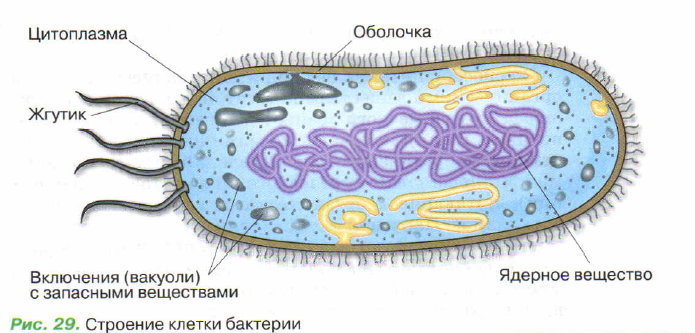 Цитоплазма
Оболочка
Жгутик
Включения (вакуоли)
с запасными веществами
Ядерное вещество
Рис. 29. Строение клетки бактерии